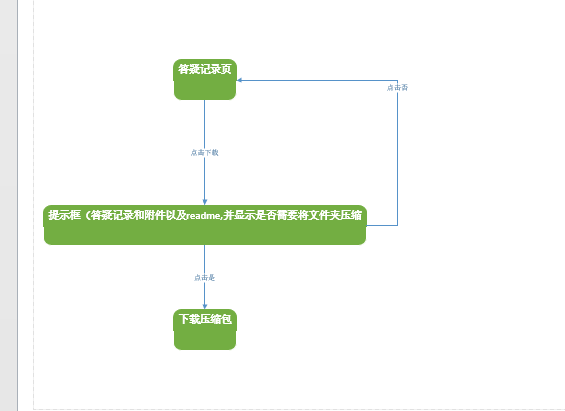 答疑记录页
点击否
点击下载
提示框（答疑记录和附件以及readme,并显示是否需要将文件夹压缩
点击是
下载压缩包